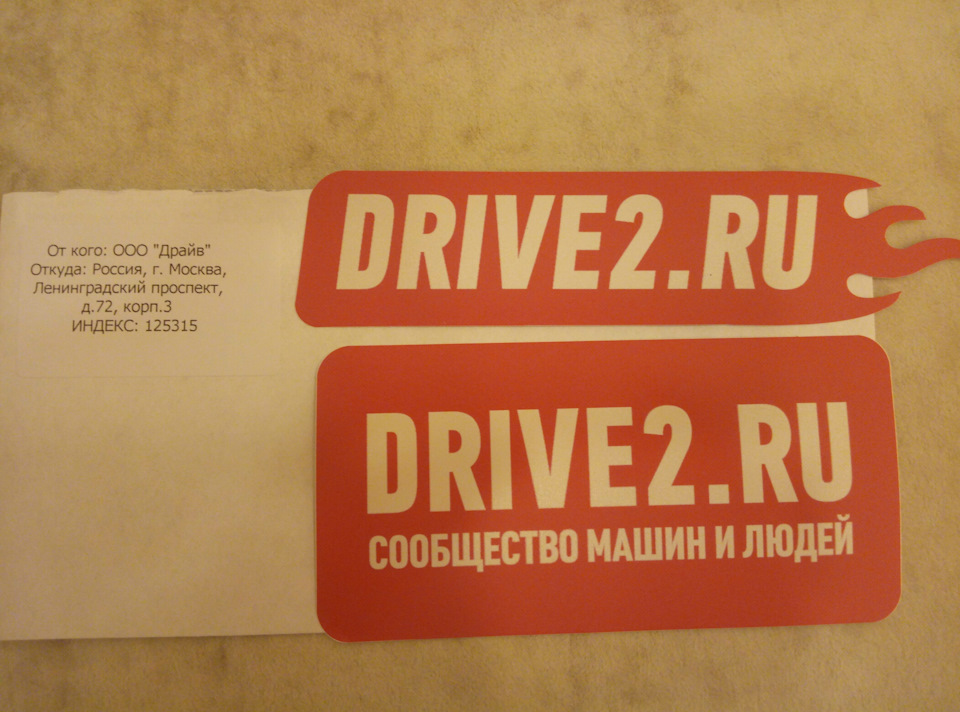 От кого: ООО "Драйв"
Откуда: Россия, г. Москва,
Ленинградский проспект,
д.72, корп.3
ИНДЕКС: 125315
DRIVE2.RU
DRIVE2.RU
СООБЩЕСТВО МАШИН И ЛЮДЕЙ